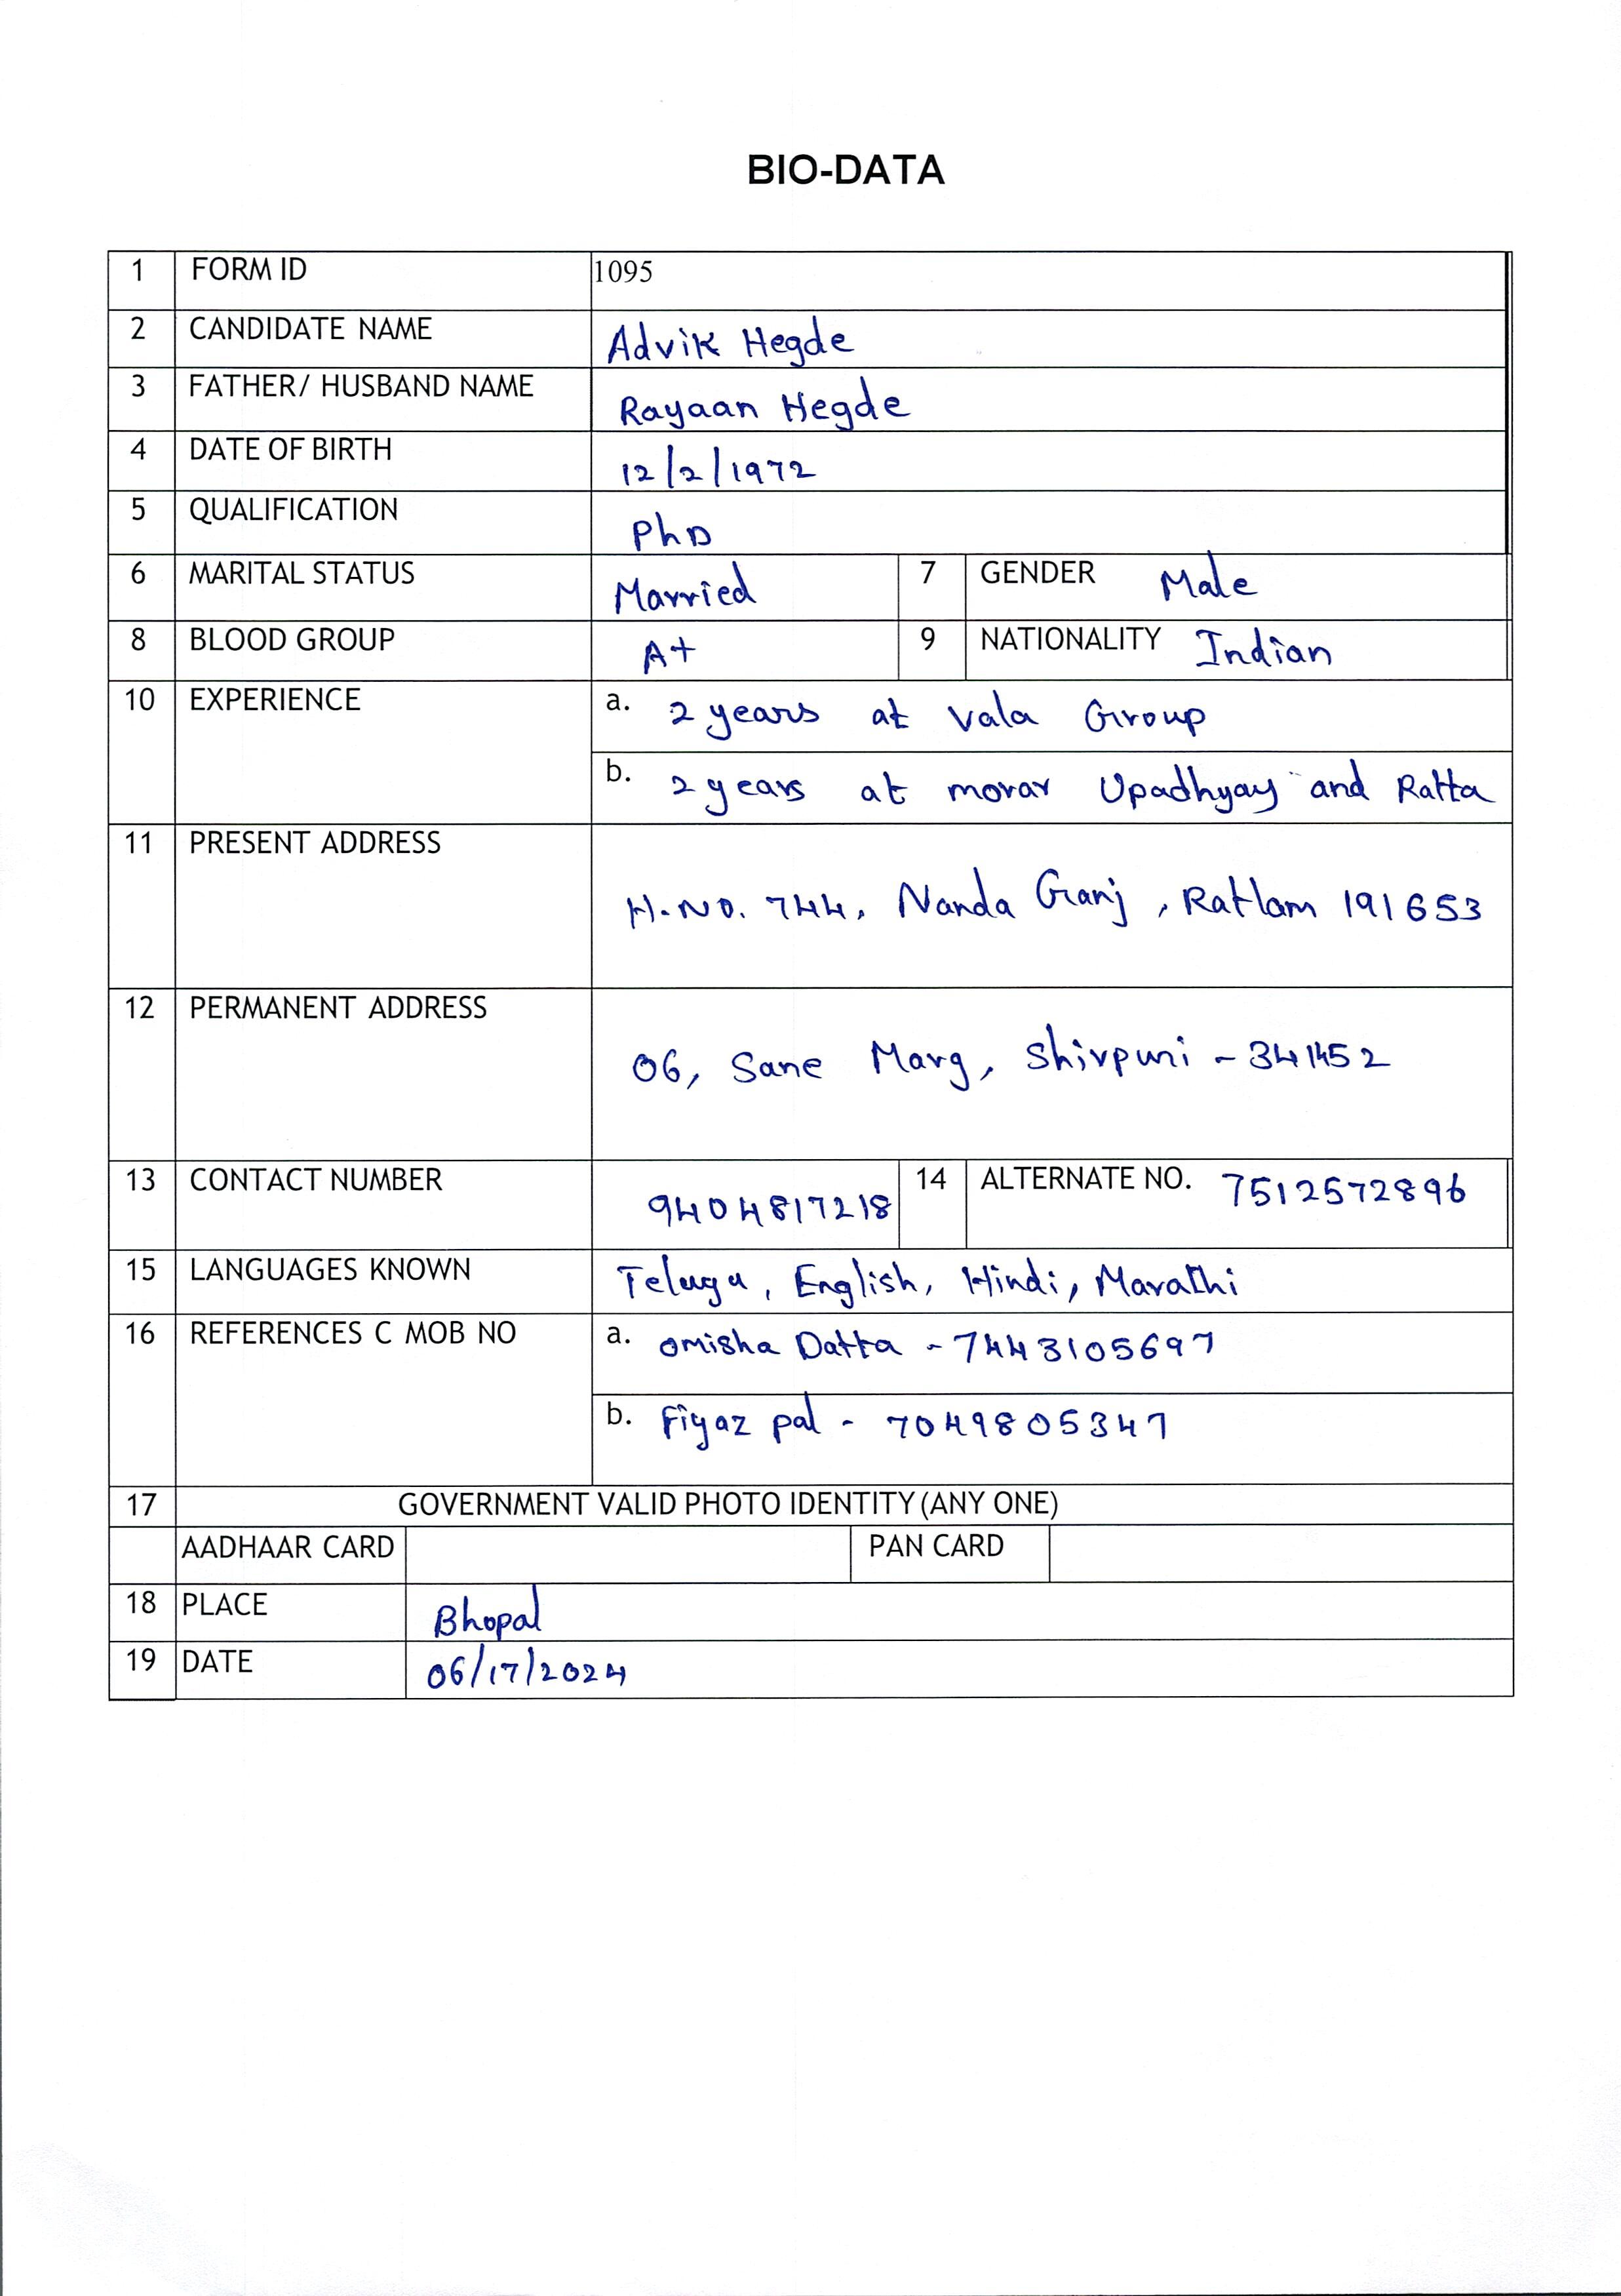 BIO-DATA
1 FORM ID 1095
2 CANDIDATE NAME Advik Hegde
3 FATHER/ HUSBAND NAME Rayaan Hegde
4 DATE OF BIRTH 12/2/1972
5 QUALIFICATION PhD
6 MARITAL STATUS Married 7 GENDER Male
8 BLOOD GROUP A+ 9 NATIONALITY Indian
10 EXPERIENCE a. 2 years at Vala Group
b. 2 years at morar Upadhyay and Ratta
11 PRESENT ADDRESS
H.NO. 744, Nanda Ganj, Ratlam 191653
12 PERMANENT ADDRESS
06, Sane Marg, Shivpuri - 341452
13 CONTACT NUMBER 9404817218 14 ALTERNATE NO. 7512572896
15 LANGUAGES KNOWN Telugu, English, Hindi, Marathi
16 REFERENCES C MOB NO a. Omisha Datta - 7443105697
b. Fiyaz pal - 7049805347
17 GOVERNMENT VALID PHOTO IDENTITY (ANY ONE)
AADHAAR CARD PAN CARD
18 PLACE Bhopal
19 DATE 06/17/2024